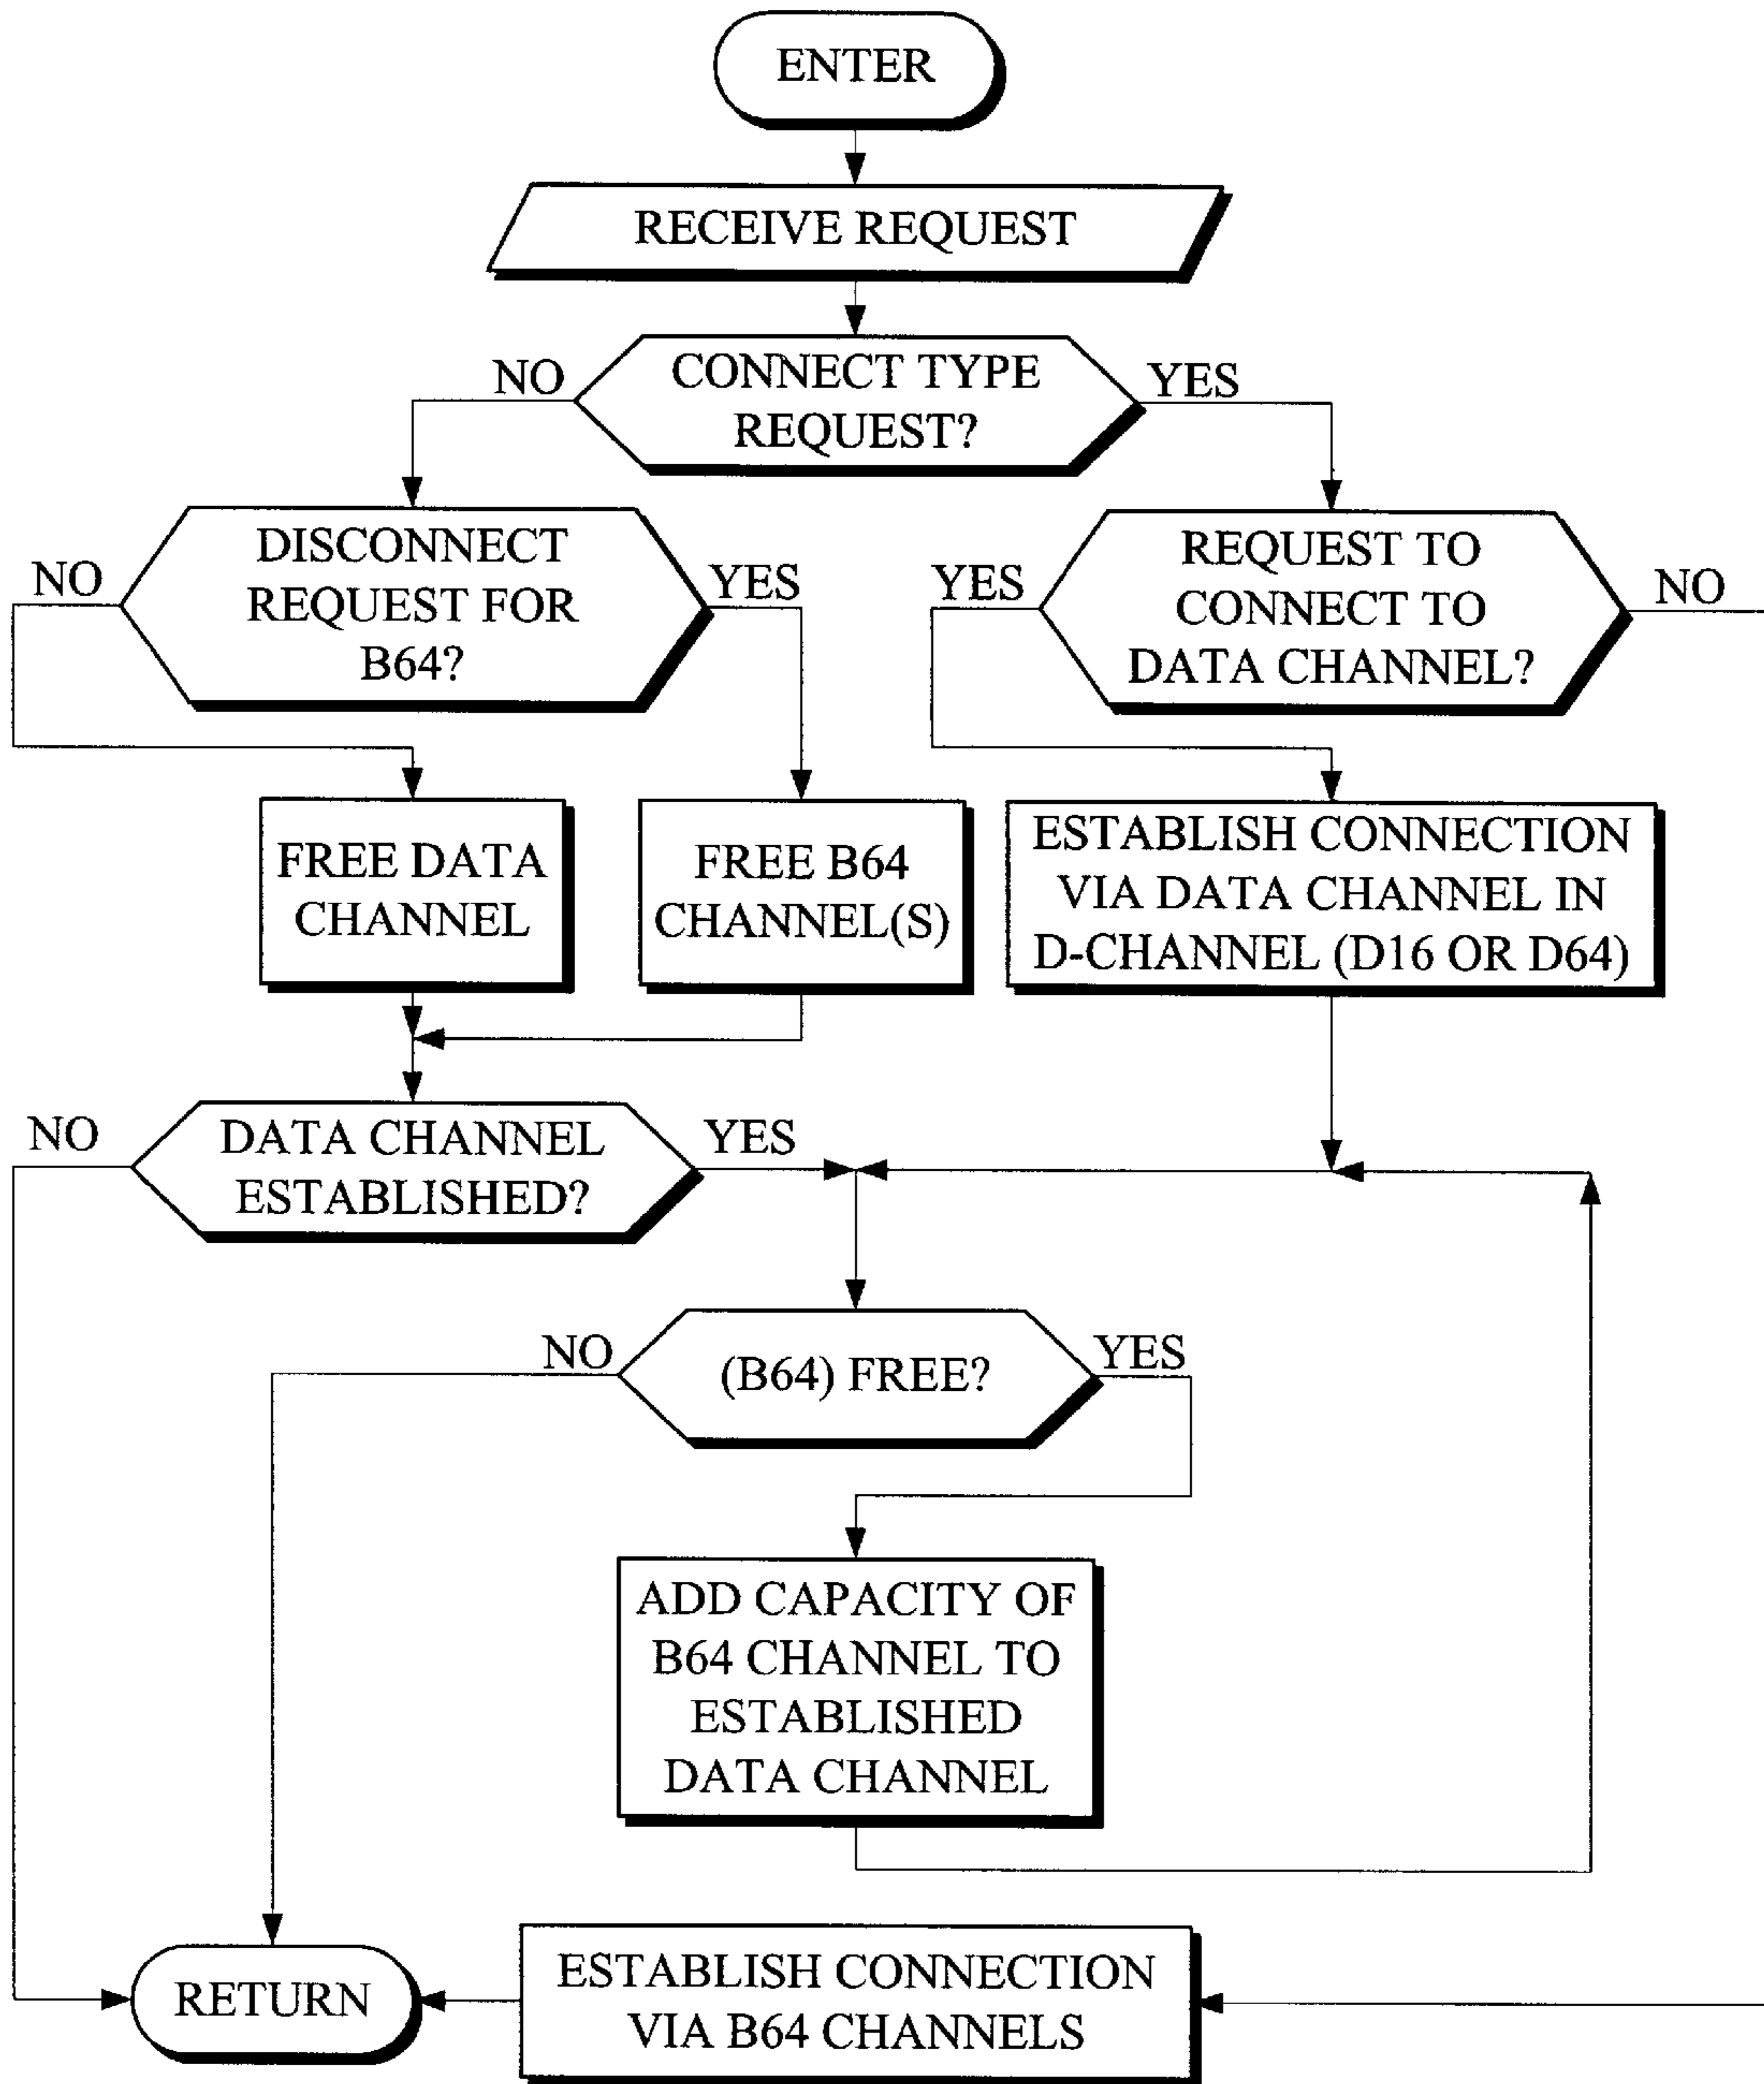 ENTER
RECEIVE REQUEST
CONNECT TYPE
REQUEST?
NO
YES
DISCONNECT
REQUEST FOR
B64?
NO
YES
REQUEST TO
CONNECT TO
DATA CHANNEL?
YES
NO
FREE DATA
CHANNEL
FREE B64
CHANNEL(S)
ESTABLISH CONNECTION
VIA DATA CHANNEL IN
D-CHANNEL (D16 OR D64)
DATA CHANNEL
ESTABLISHED?
NO
YES
(B64) FREE?
NO
YES
ADD CAPACITY OF
B64 CHANNEL TO
ESTABLISHED
DATA CHANNEL
RETURN
ESTABLISH CONNECTION
VIA B64 CHANNELS